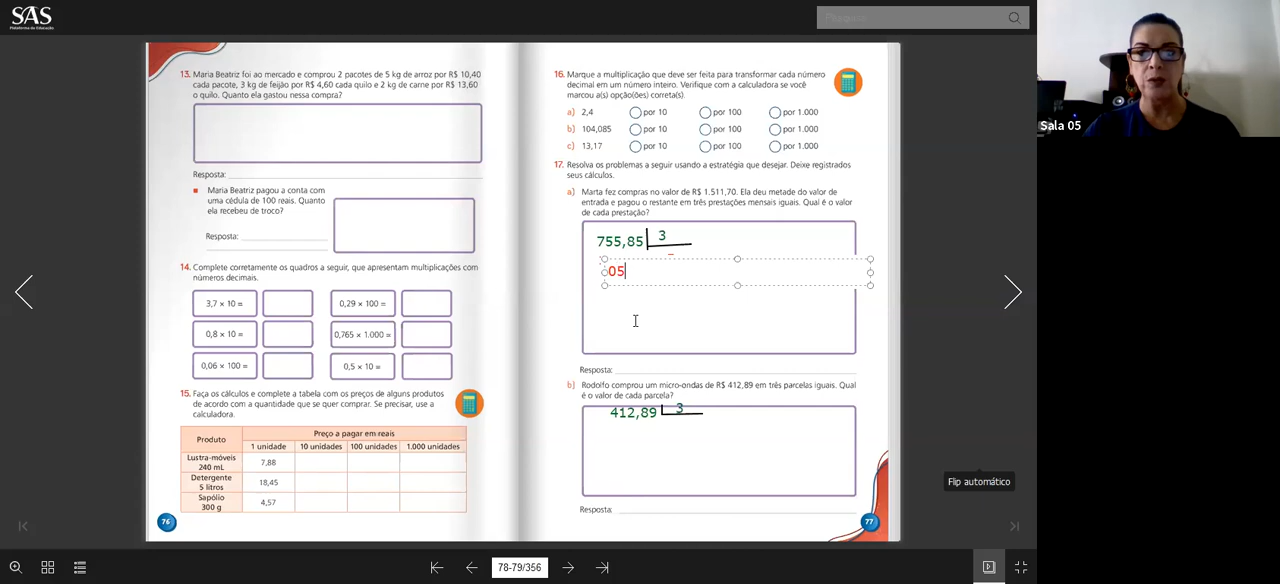 SAS
Plataforma de Educação
Sala 05
13. Maria Beatriz foi ao mercado e comprou 2 pacotes de 5 kg de arroz por R$ 10,40
cada pacote, 3 kg de feijão por R$ 4,60 cada quilo e 2 kg de carne por R$ 13,60
o quilo. Quanto ela gastou nessa compra?
Resposta:
Maria Beatriz pagou a conta com
uma cédula de 100 reais. Quanto
ela recebeu de troco?
Resposta:
14. Complete corretamente os quadros a seguir, que apresentam multiplicações com
números decimais.
3,7 × 10 = 0,29 × 100 =
0,8 × 10 = 0,765 × 1.000 =
0,06 × 100 = 0,5 × 10 =
15. Faça os cálculos e complete a tabela com os preços de alguns produtos
de acordo com a quantidade que se quer comprar. Se precisar, use a
calculadora.
Produto Preço a pagar em reais
1 unidade 10 unidades 100 unidades 1.000 unidades
Lustra-móveis
240 mL 7,88
Detergente
5 litros 18,45
Sapólio
300 g 4,57
76
16. Marque a multiplicação que deve ser feita para transformar cada número
decimal em um número inteiro. Verifique com a calculadora se você
marcou a(s) opção(ões) correta(s).
a) 2,4 por 10 por 100 por 1.000
b) 104,085 por 10 por 100 por 1.000
c) 13,17 por 10 por 100 por 1.000
17. Resolva os problemas a seguir usando a estratégia que desejar. Deixe registrados
seus cálculos.
a) Marta fez compras no valor de R$ 1.511,70. Ela deu metade do valor de
entrada e pagou o restante em três prestações mensais iguais. Qual é o valor
de cada prestação?
755,85 3
05
Resposta:
b) Rodolfo comprou um micro-ondas de R$ 412,89 em três parcelas iguais. Qual
é o valor de cada parcela?
412,89 3
Resposta:
77
Flip automático
78-79/356